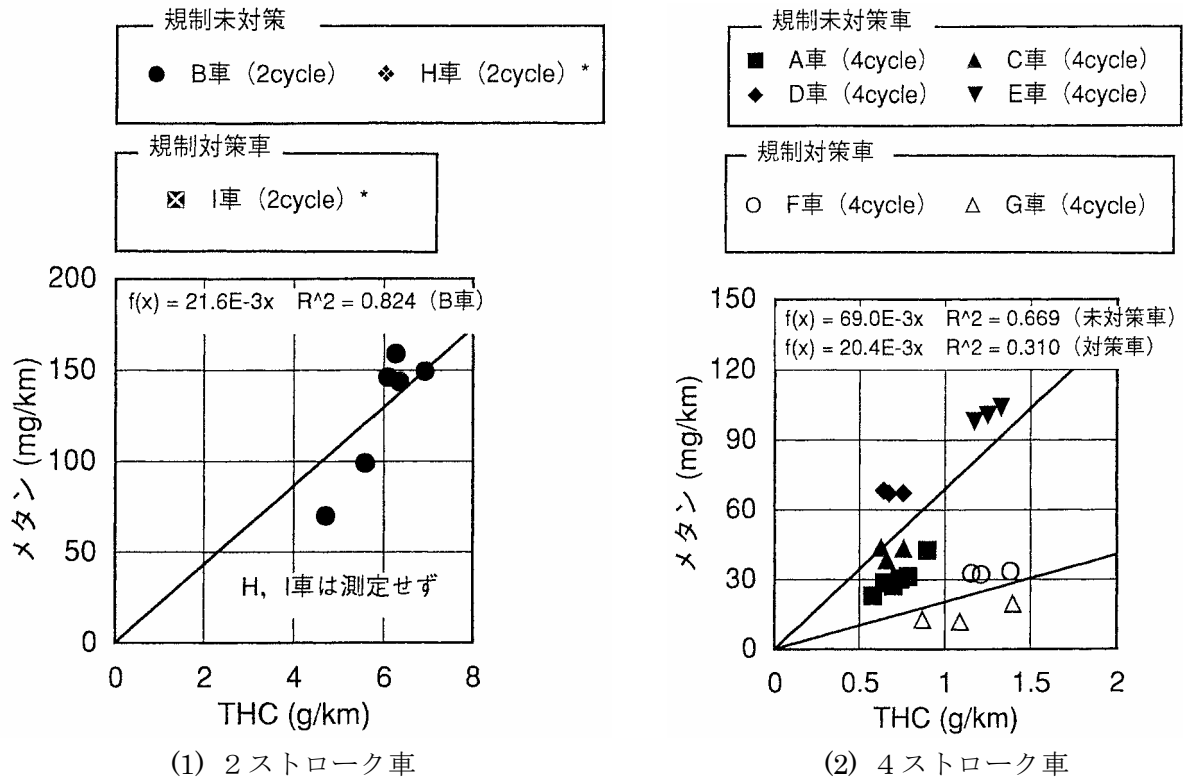 規制未対策
B車（2cycle） H車（2cycle）*
規制対策車
I車（2cycle）*
f(x) = 21.6E-3x R^2 = 0.824（B車）
200
150
100
50
0
メタン (mg/km)
H，I車は測定せず
0 2 4 6 8
THC (g/km)
(1) ２ストローク車
規制未対策車
A車（4cycle） C車（4cycle）
D車（4cycle） E車（4cycle）
規制対策車
F車（4cycle） G車（4cycle）
f(x) = 69.0E-3x R^2 = 0.669（未対策車）
f(x) = 20.4E-3x R^2 = 0.310（対策車）
150
120
90
60
30
0
メタン (mg/km)
0 0.5 1 1.5 2
THC (g/km)
(2) ４ストローク車